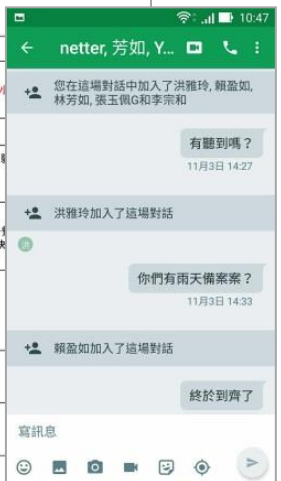 10:47
netter, 芳如, Y...
您在這場對話中加入了洪雅玲, 賴盈如,
林芳如, 張玉佩G和李宗和
有聽到嗎？
11月3日 14:27
洪雅玲加入了這場對話
洪
你們有雨天備案案？
11月3日 14:33
賴盈如加入了這場對話
終於到齊了
寫訊息